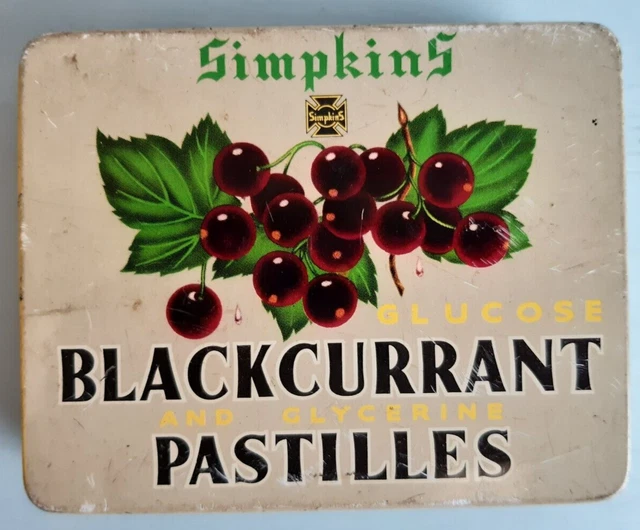 SimpkinS
SimpkinS
GLUCOSE
BLACKCURRANT
AND GLYCERINE
PASTILLES